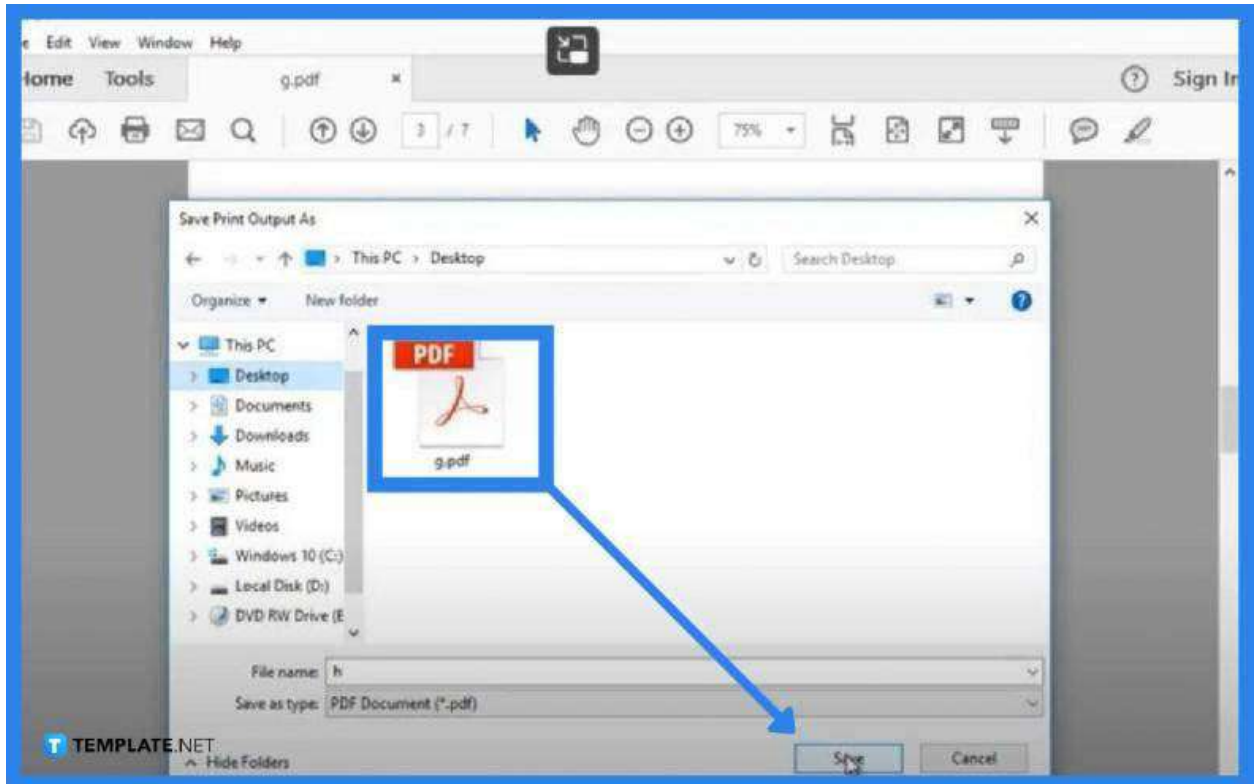 e Edit View Window Help
Home Tools g.pdf × ? Sign In
3 / 7 75%
Save Print Output As
This PC › Desktop Search Desktop
Organize New folder ?
This PC
Desktop
Documents
Downloads
Music
Pictures
Videos
Windows 10 (C:)
Local Disk (D:)
DVD RW Drive (E
PDF
g.pdf
File name: h
Save as type: PDF Document (*.pdf)
T TEMPLATE.NET
Hide Folders
Save Cancel